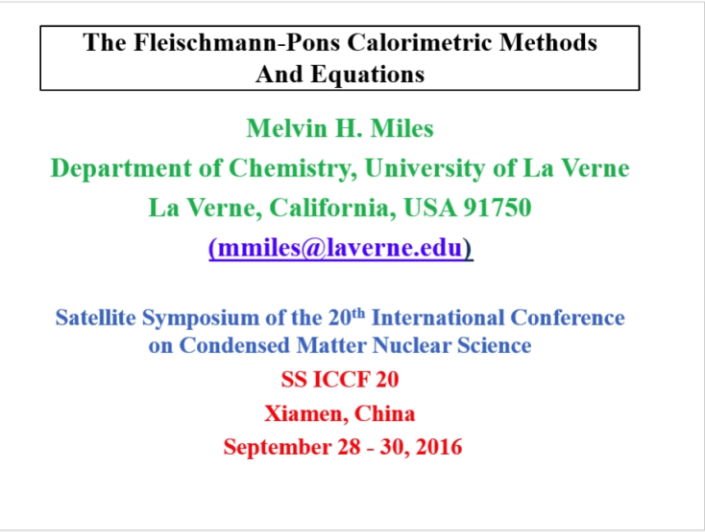 The Fleischmann-Pons Calorimetric Methods
And Equations
Melvin H. Miles
Department of Chemistry, University of La Verne
La Verne, California, USA 91750
(mmiles@laverne.edu)
Satellite Symposium of the 20th International Conference
on Condensed Matter Nuclear Science
SS ICCF 20
Xiamen, China
September 28 - 30, 2016